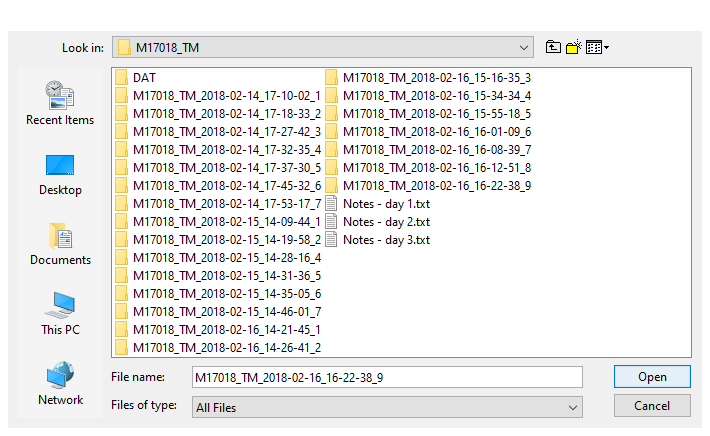 Look in: M17018_TM
Recent Items
Desktop
Documents
This PC
Network
DAT
M17018_TM_2018-02-14_17-10-02_1
M17018_TM_2018-02-14_17-18-33_2
M17018_TM_2018-02-14_17-27-42_3
M17018_TM_2018-02-14_17-32-35_4
M17018_TM_2018-02-14_17-37-30_5
M17018_TM_2018-02-14_17-45-32_6
M17018_TM_2018-02-14_17-53-17_7
M17018_TM_2018-02-15_14-09-44_1
M17018_TM_2018-02-15_14-19-58_2
M17018_TM_2018-02-15_14-28-16_4
M17018_TM_2018-02-15_14-31-36_5
M17018_TM_2018-02-15_14-35-05_6
M17018_TM_2018-02-15_14-46-01_7
M17018_TM_2018-02-16_14-21-45_1
M17018_TM_2018-02-16_14-26-41_2
M17018_TM_2018-02-16_15-16-35_3
M17018_TM_2018-02-16_15-34-34_4
M17018_TM_2018-02-16_15-55-18_5
M17018_TM_2018-02-16_16-01-09_6
M17018_TM_2018-02-16_16-08-39_7
M17018_TM_2018-02-16_16-12-51_8
M17018_TM_2018-02-16_16-22-38_9
Notes - day 1.txt
Notes - day 2.txt
Notes - day 3.txt
File name: M17018_TM_2018-02-16_16-22-38_9 Open
Files of type: All Files Cancel